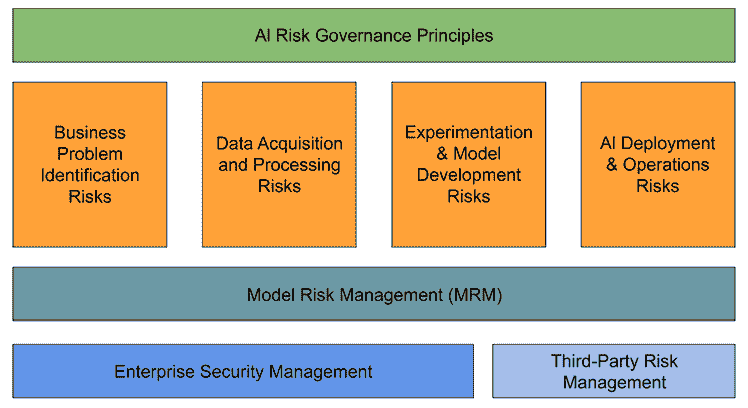 AI Risk Governance Principles
Business
Problem
Identification
Risks
Data Acquisition
and Processing
Risks
Experimentation
& Model
Development
Risks
AI Deployment
& Operations
Risks
Model Risk Management (MRM)
Enterprise Security Management
Third-Party Risk
Management